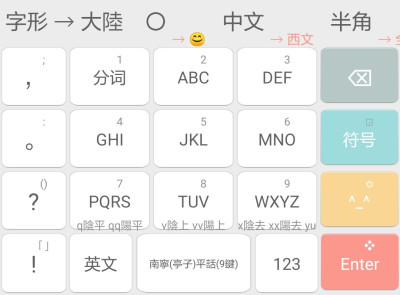 字形 → 大陸 〇 中文 半角
→ 😊 → 西文 → 全
; 1 2 3
, 分词 ABC DEF
: 4 5 6
。 GHI JKL MNO 符号
() 7 8 9
? PQRS TUV WXYZ ^_^
q陰平 qq陽平 v陰上 vv陽上 x陰去 xx陽去 yu
「」
! 英文 南寧(亭子)平話(9鍵) 123 Enter